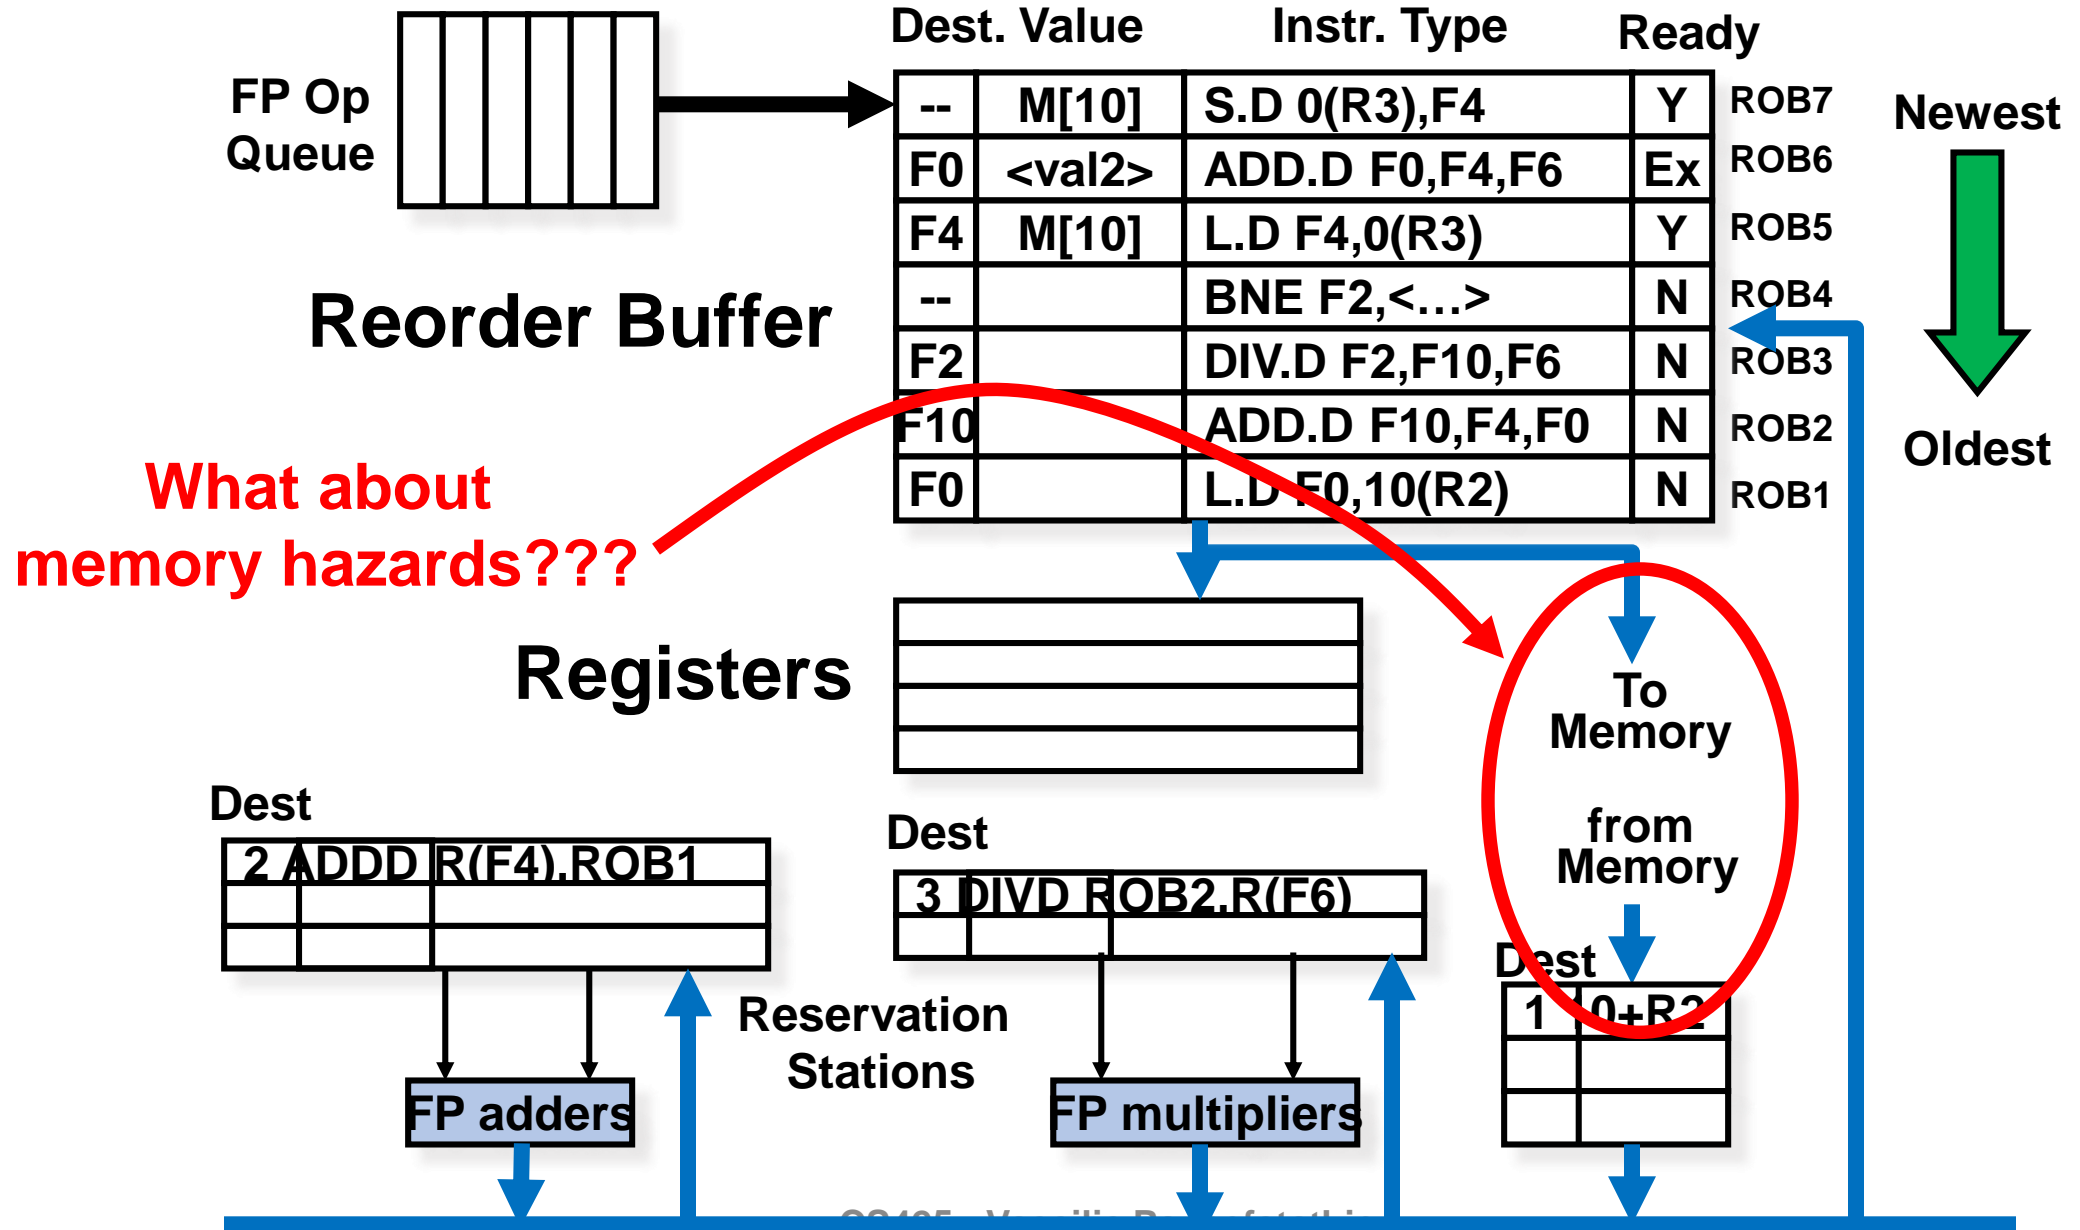 Dest. Value Instr. Type Ready
FP Op
Queue
-- M[10] S.D 0(R3),F4 Y ROB7
F0 <val2> ADD.D F0,F4,F6 Ex ROB6
F4 M[10] L.D F4,0(R3) Y ROB5
-- BNE F2,<…> N ROB4
F2 DIV.D F2,F10,F6 N ROB3
F10 ADD.D F10,F4,F0 N ROB2
F0 L.D F0,10(R2) N ROB1
Newest
Oldest
Reorder Buffer
What about
memory hazards???
Registers
To
Memory
from
Memory
Dest
2 ADDD R(F4),ROB1
Dest
3 DIVD ROB2,R(F6)
Dest
1 10+R2
Reservation
Stations
FP adders
FP multipliers